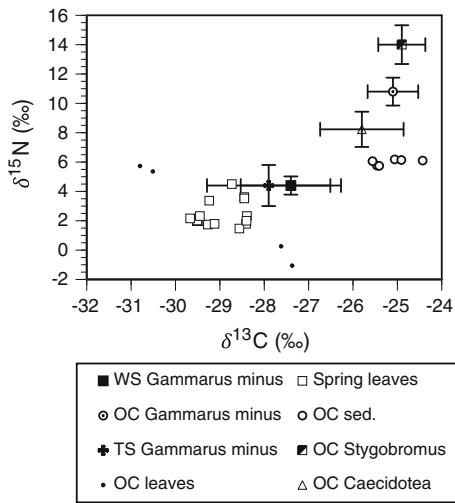 16
14
12
10
8
6
4
2
0
-2
δ15N (‰)
-32 -31 -30 -29 -28 -27 -26 -25 -24
δ13C (‰)
WS Gammarus minus
Spring leaves
OC Gammarus minus
OC sed.
TS Gammarus minus
OC Stygobromus
OC leaves
OC Caecidotea